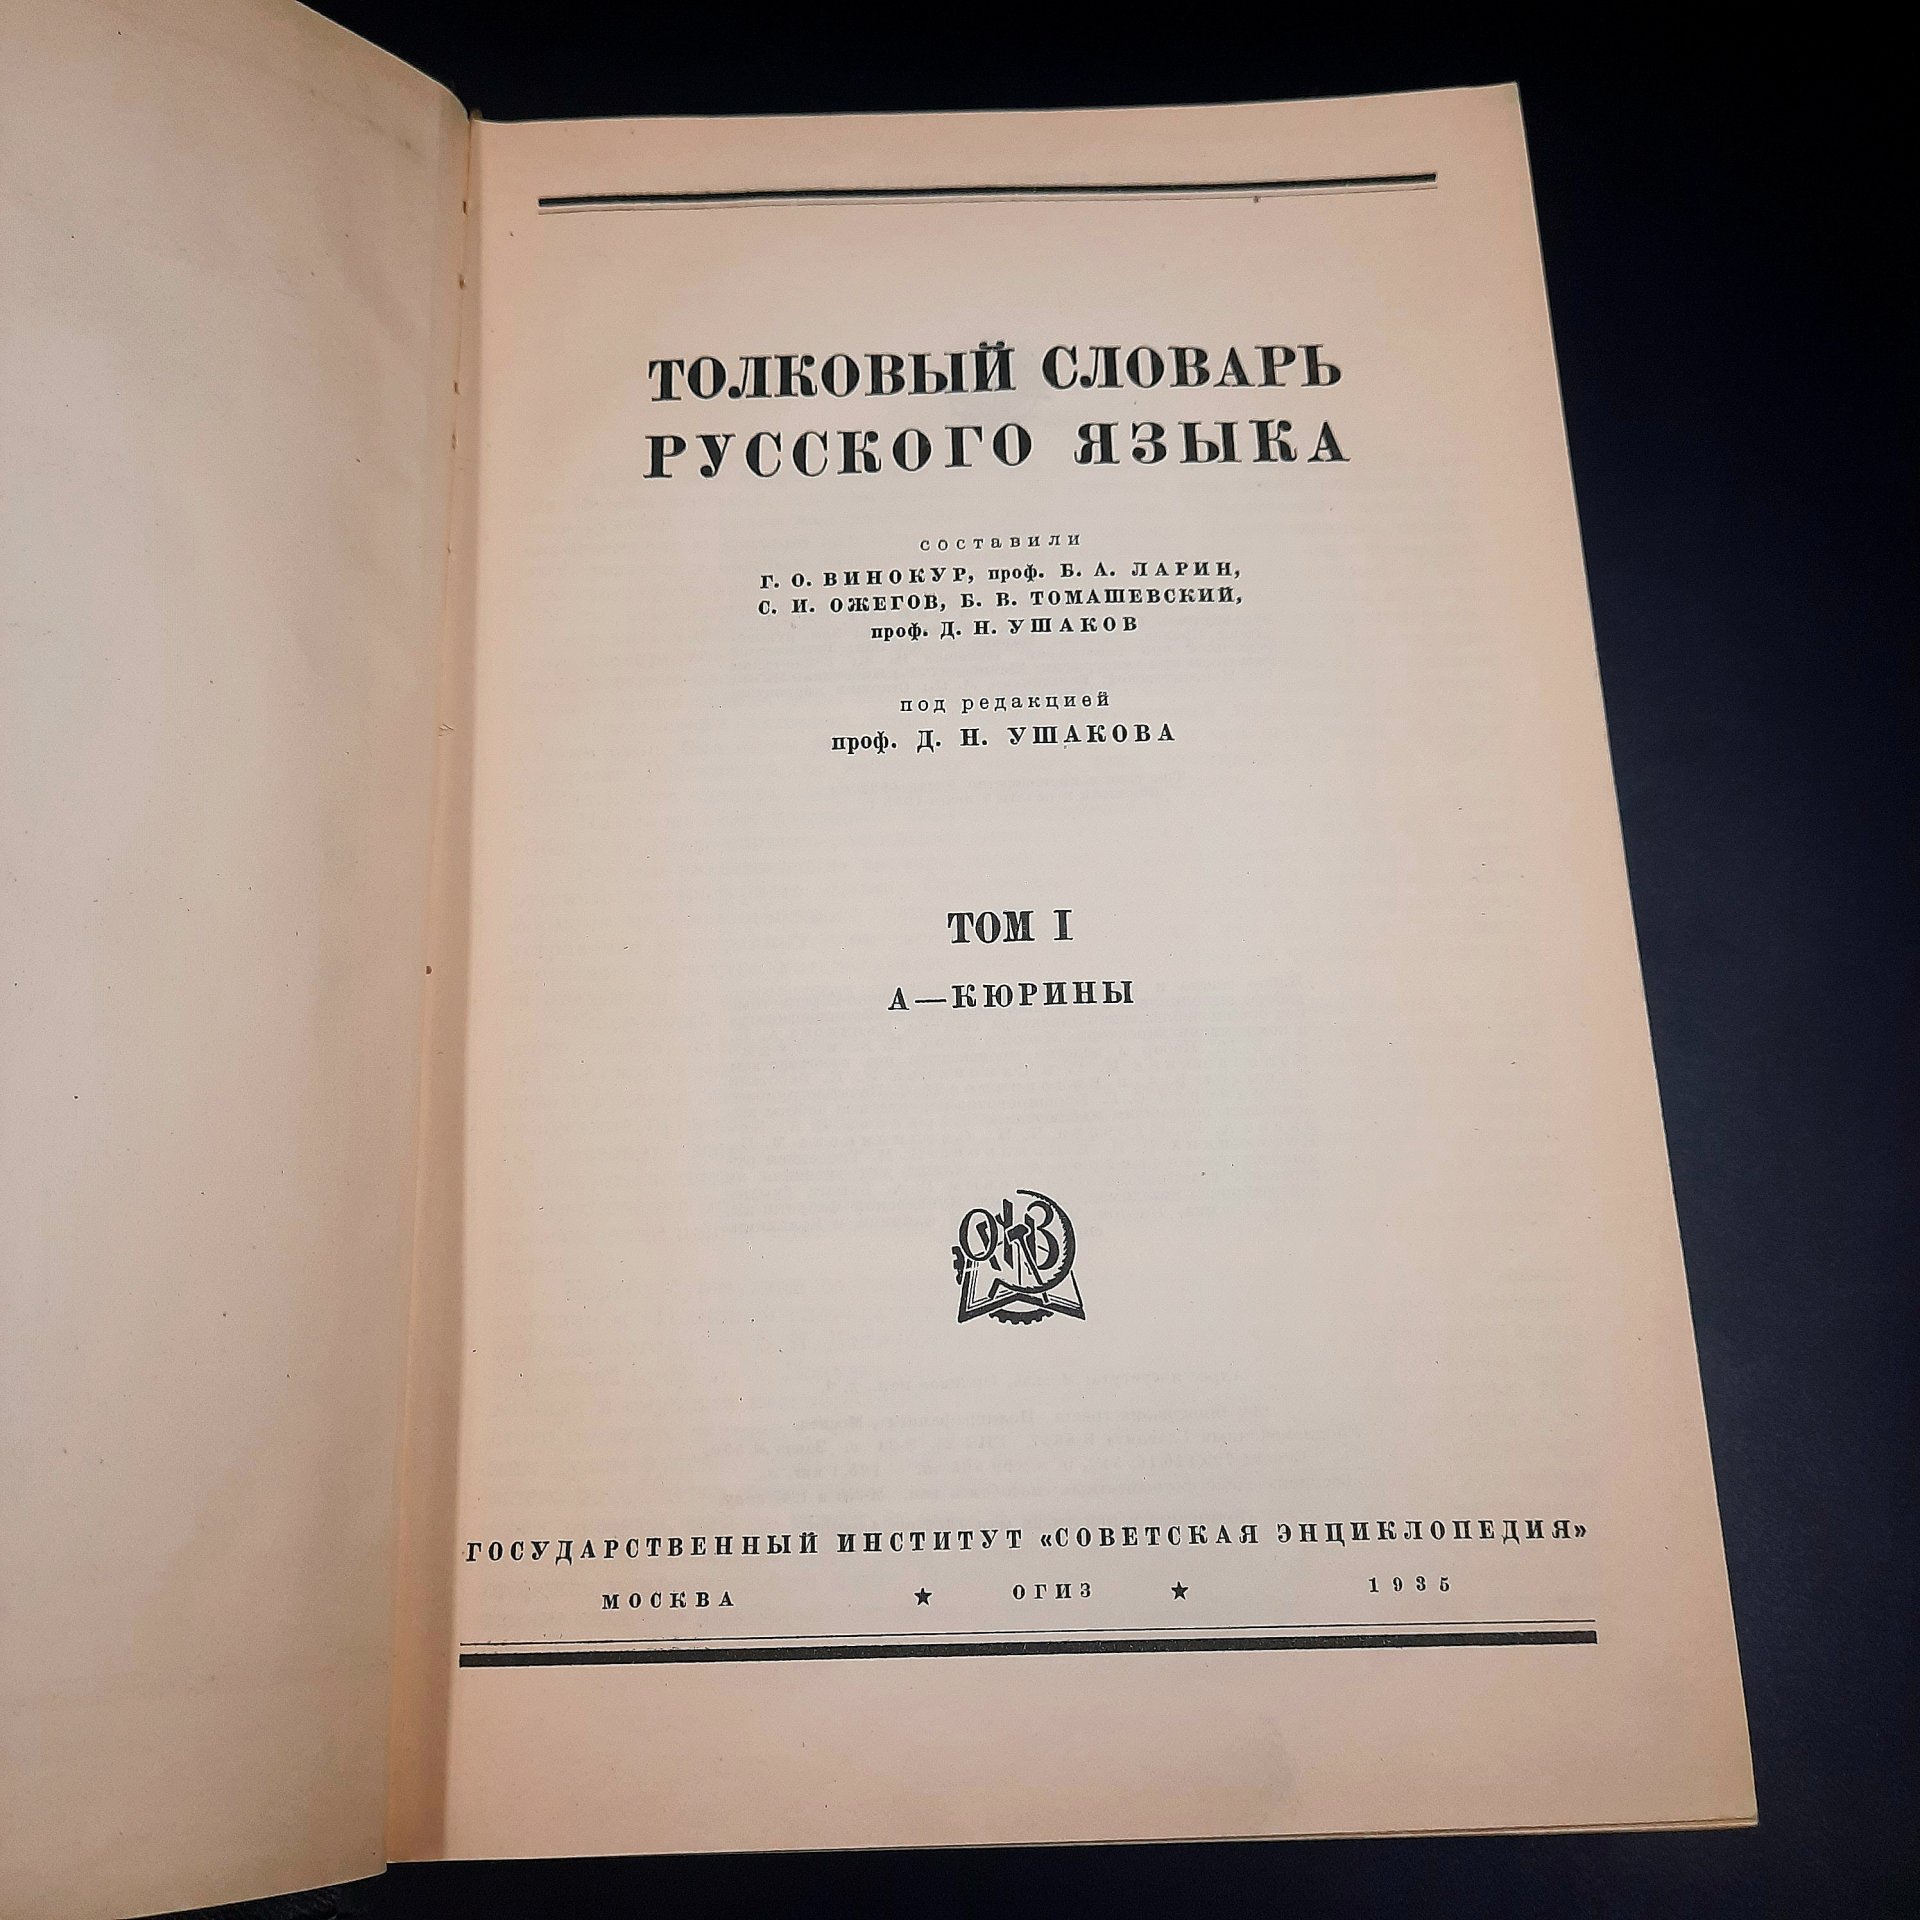 ТОЛКОВЫЙ СЛОВАРЬ
РУССКОГО ЯЗЫКА
составили
Г. О. ВИНОКУР, проф. Б. А. ЛАРИН,
С. И. ОЖЕГОВ, Б. В. ТОМАШЕВСКИЙ,
проф. Д. Н. УШАКОВ
под редакцией
проф. Д. Н. УШАКОВА
ТОМ I
А—КЮРИНЫ
ОГИЗ
ГОСУДАРСТВЕННЫЙ ИНСТИТУТ «СОВЕТСКАЯ ЭНЦИКЛОПЕДИЯ»
МОСКВА ★ ОГИЗ ★ 1935